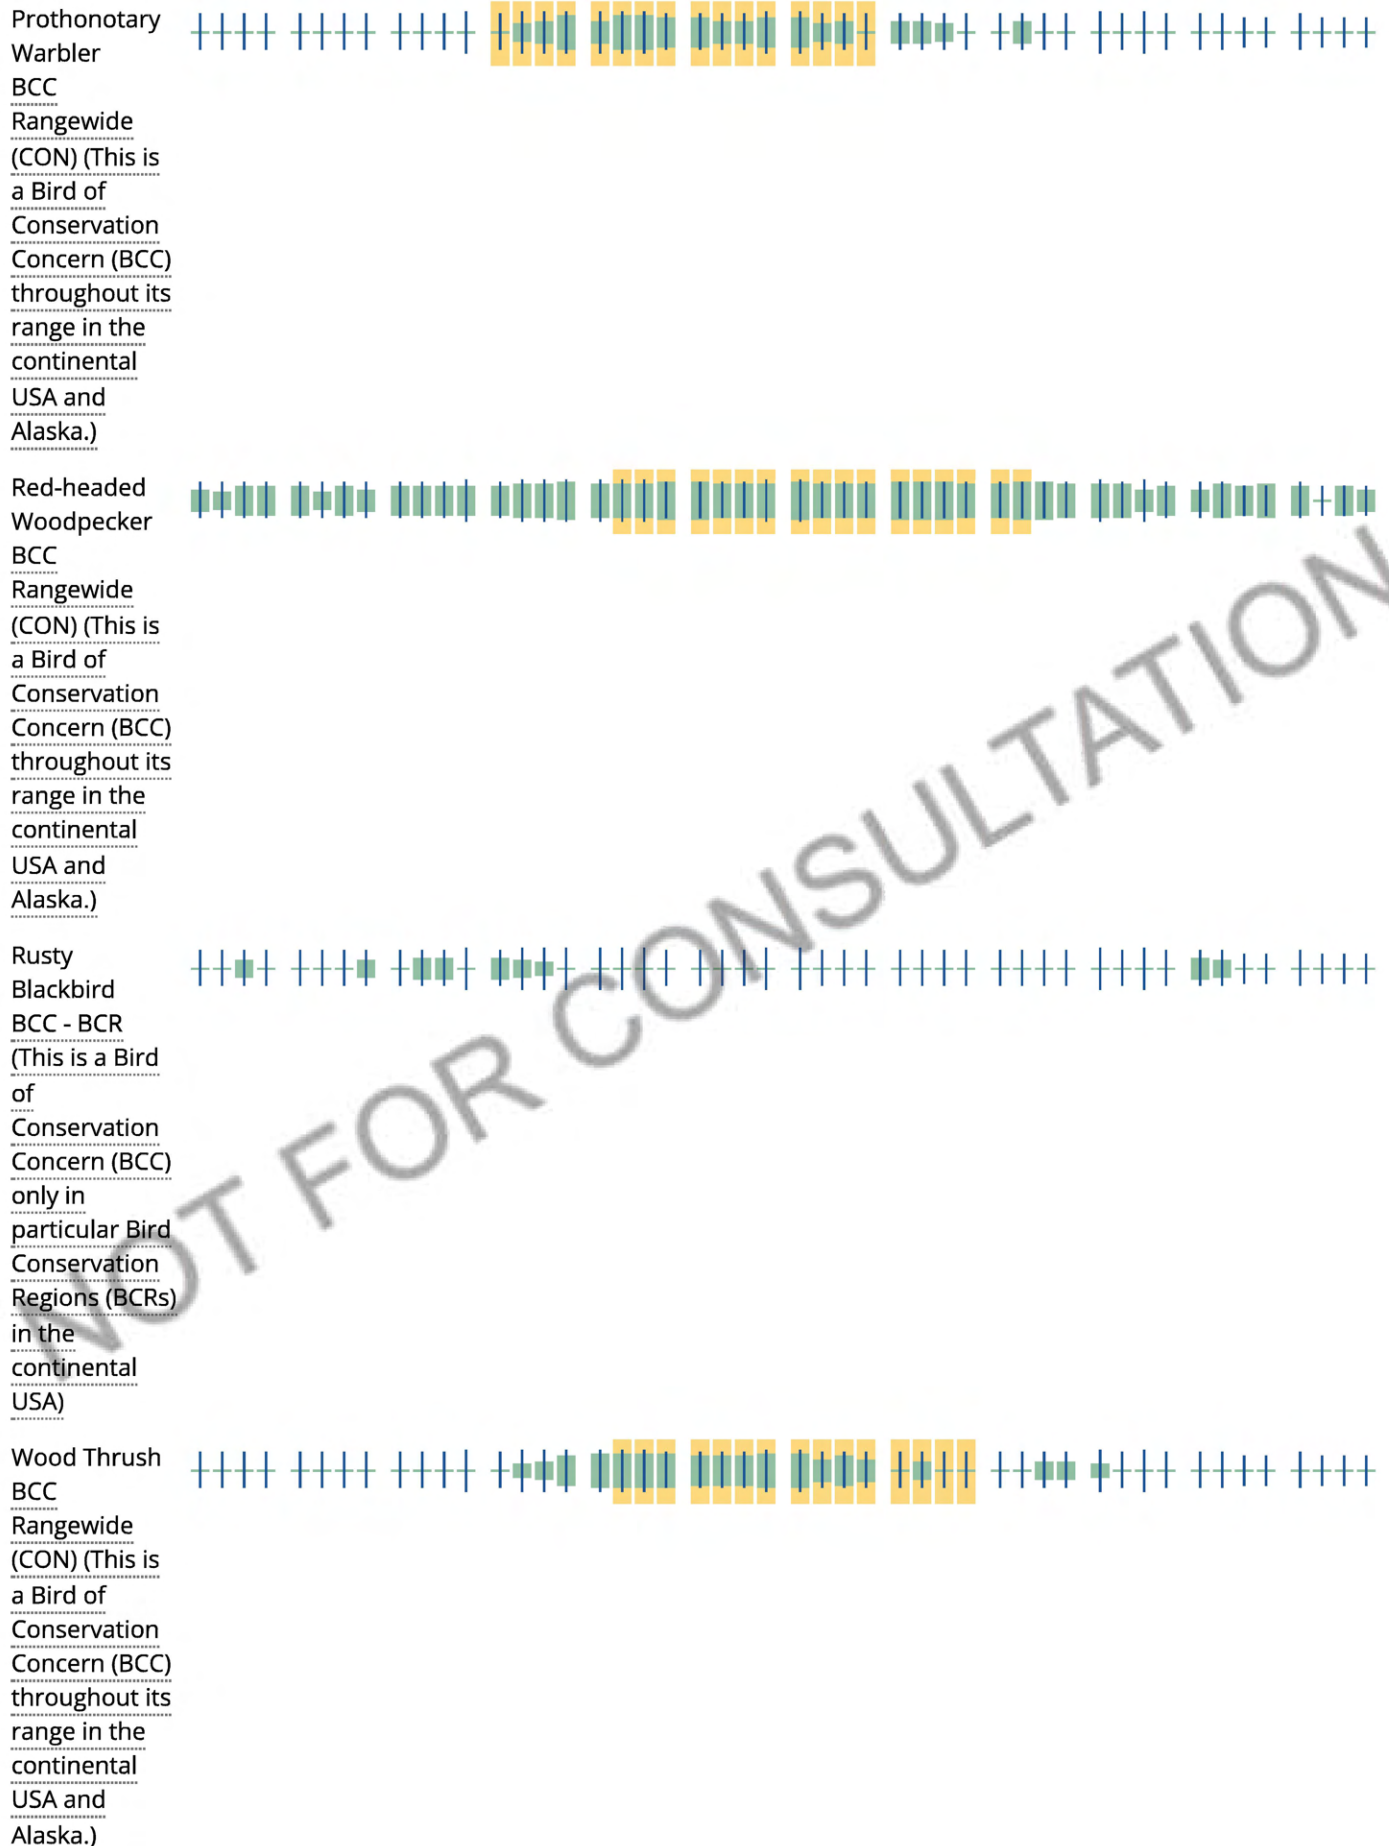 Prothonotary
Warbler
BCC
Rangewide
(CON) (This is
a Bird of
Conservation
Concern (BCC)
throughout its
range in the
continental
USA and
Alaska.)
Red-headed
Woodpecker
BCC
Rangewide
(CON) (This is
a Bird of
Conservation
Concern (BCC)
throughout its
range in the
continental
USA and
Alaska.)
Rusty
Blackbird
BCC - BCR
(This is a Bird
of
Conservation
Concern (BCC)
only in
particular Bird
Conservation
Regions (BCRs)
in the
continental
USA)
Wood Thrush
BCC
Rangewide
(CON) (This is
a Bird of
Conservation
Concern (BCC)
throughout its
range in the
continental
USA and
Alaska.)
NOT FOR CONSULTATION